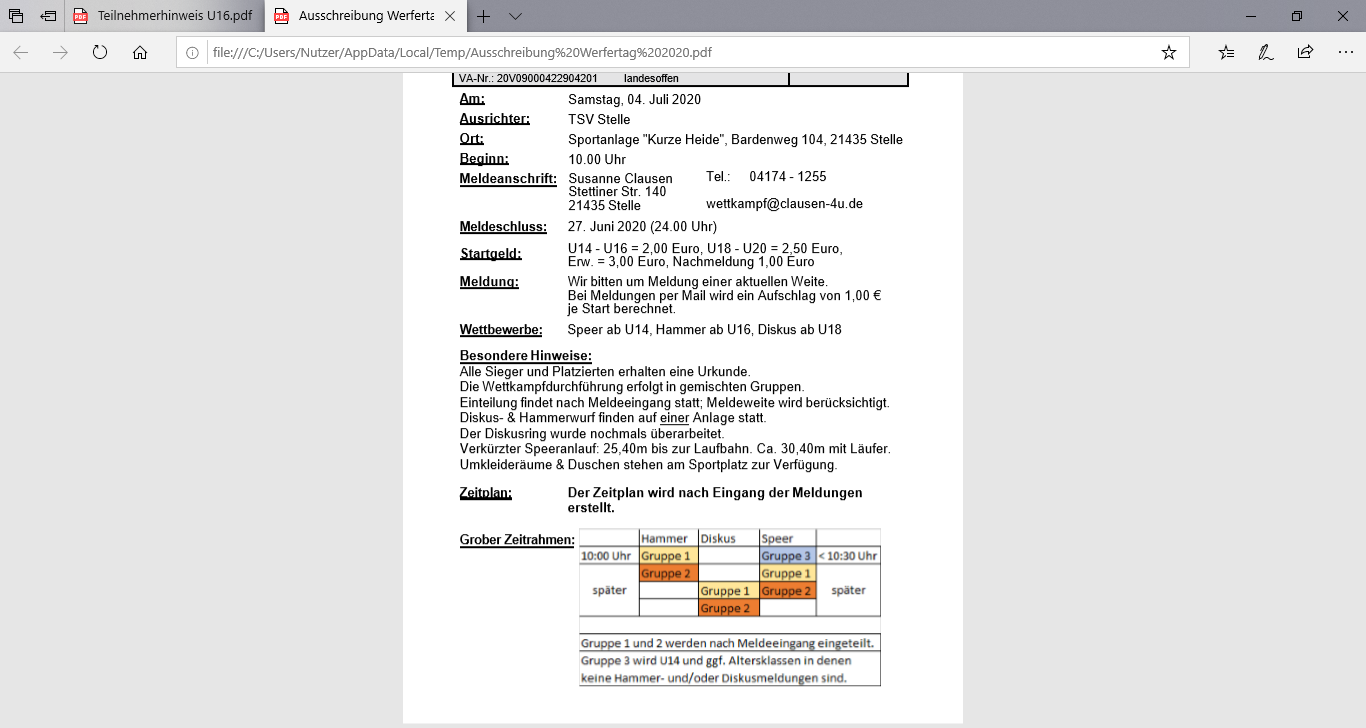 Teilnehmerhinweis U16.pdf
Ausschreibung Werferta
file:///C:/Users/Nutzer/AppData/Local/Temp/Ausschreibung%20Werfertag%202020.pdf
VA-Nr.: 20V09000422904201 landesoffen
Am: Samstag, 04. Juli 2020
Ausrichter: TSV Stelle
Ort: Sportanlage "Kurze Heide", Bardenweg 104, 21435 Stelle
Beginn: 10.00 Uhr
Meldeanschrift: Susanne Clausen Tel.: 04174 - 1255
Stettiner Str. 140
21435 Stelle wettkampf@clausen-4u.de
Meldeschluss: 27. Juni 2020 (24.00 Uhr)
Startgeld: U14 - U16 = 2,00 Euro, U18 - U20 = 2,50 Euro,
Erw. = 3,00 Euro, Nachmeldung 1,00 Euro
Meldung: Wir bitten um Meldung einer aktuellen Weite.
Bei Meldungen per Mail wird ein Aufschlag von 1,00 €
je Start berechnet.
Wettbewerbe: Speer ab U14, Hammer ab U16, Diskus ab U18
Besondere Hinweise:
Alle Sieger und Platzierten erhalten eine Urkunde.
Die Wettkampfdurchführung erfolgt in gemischten Gruppen.
Einteilung findet nach Meldeeingang statt; Meldeweite wird berücksichtigt.
Diskus- & Hammerwurf finden auf einer Anlage statt.
Der Diskusring wurde nochmals überarbeitet.
Verkürzter Speeranlauf: 25,40m bis zur Laufbahn. Ca. 30,40m mit Läufer.
Umkleideräume & Duschen stehen am Sportplatz zur Verfügung.
Zeitplan: Der Zeitplan wird nach Eingang der Meldungen
erstellt.
Grober Zeitrahmen:
Hammer Diskus Speer
10:00 Uhr Gruppe 1 Gruppe 3 < 10:30 Uhr
Gruppe 2 Gruppe 1
später Gruppe 1 Gruppe 2 später
Gruppe 2
Gruppe 1 und 2 werden nach Meldeeingang eingeteilt.
Gruppe 3 wird U14 und ggf. Altersklassen in denen
keine Hammer- und/oder Diskusmeldungen sind.